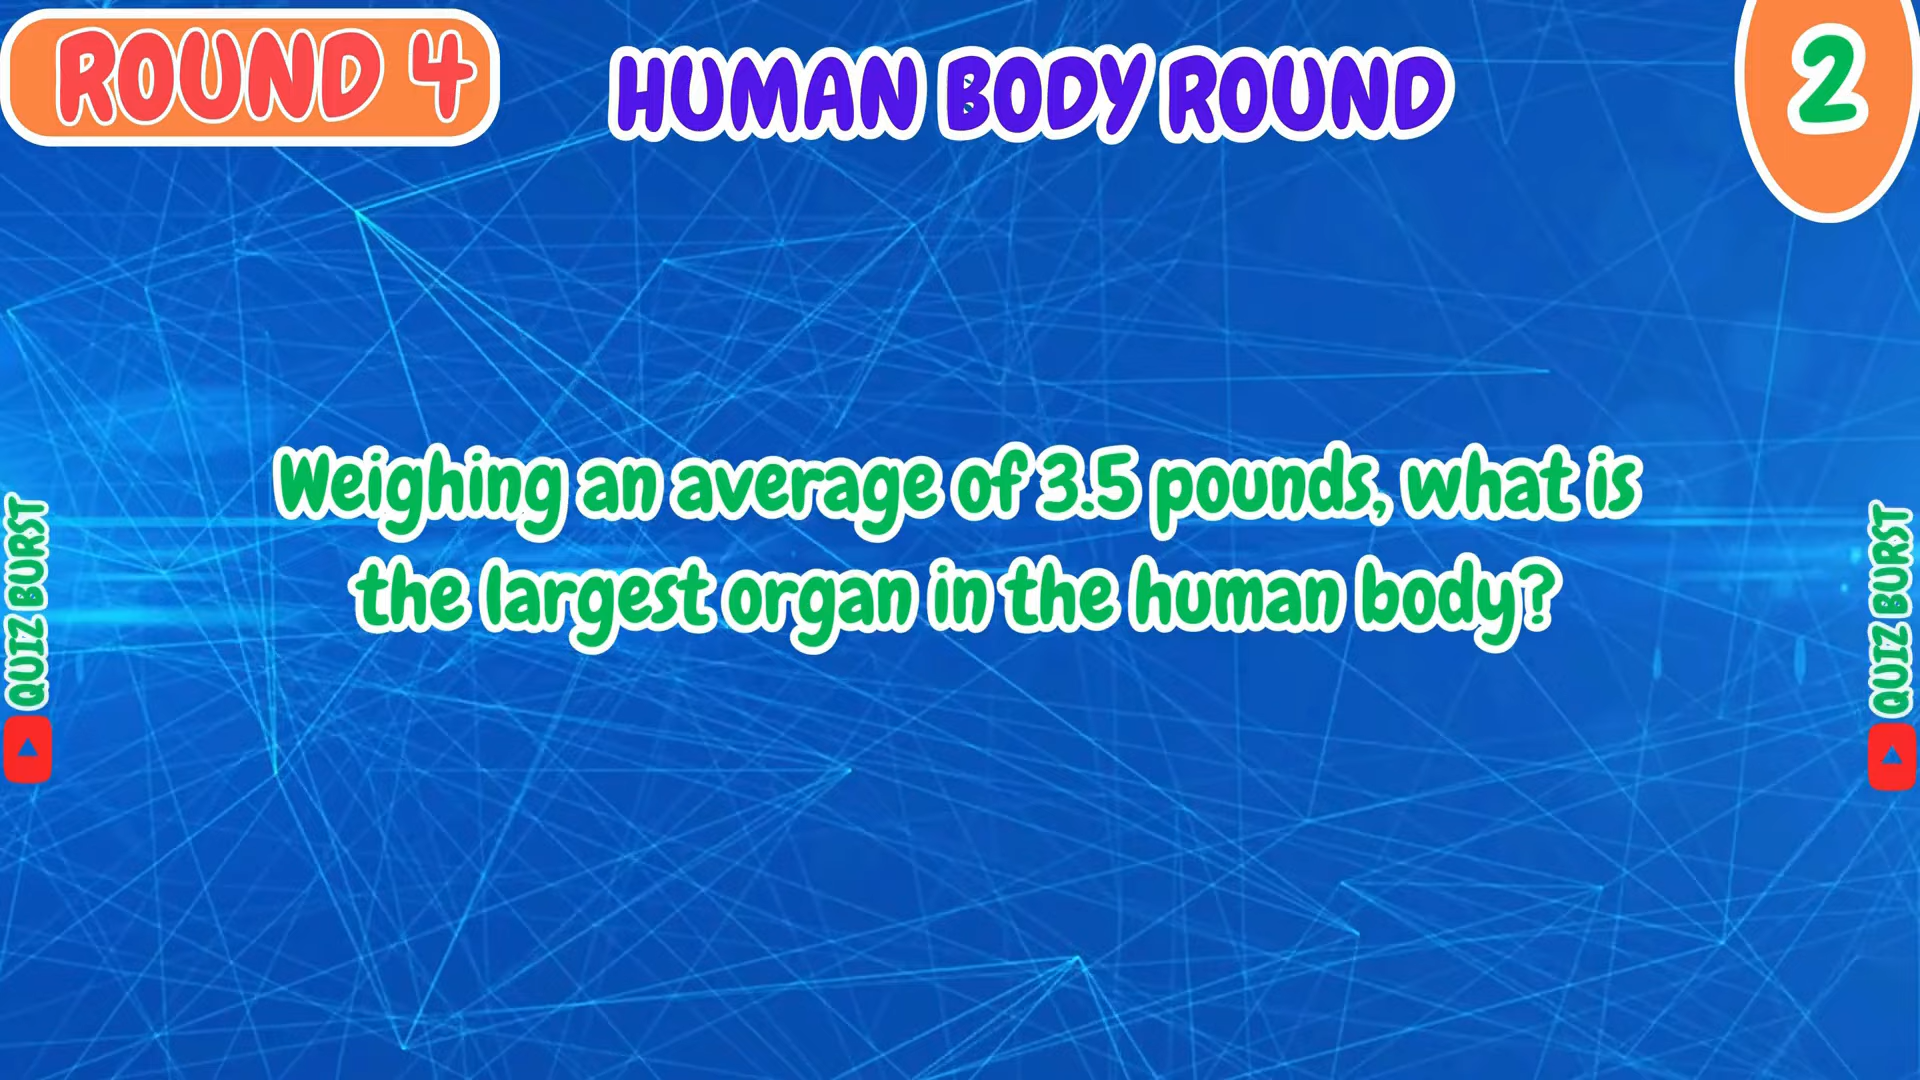 ROUND 4
HUMAN BODY ROUND
2
Weighing an average of 3.5 pounds, what is
the largest organ in the human body?
QUIZ BURST
QUIZ BURST